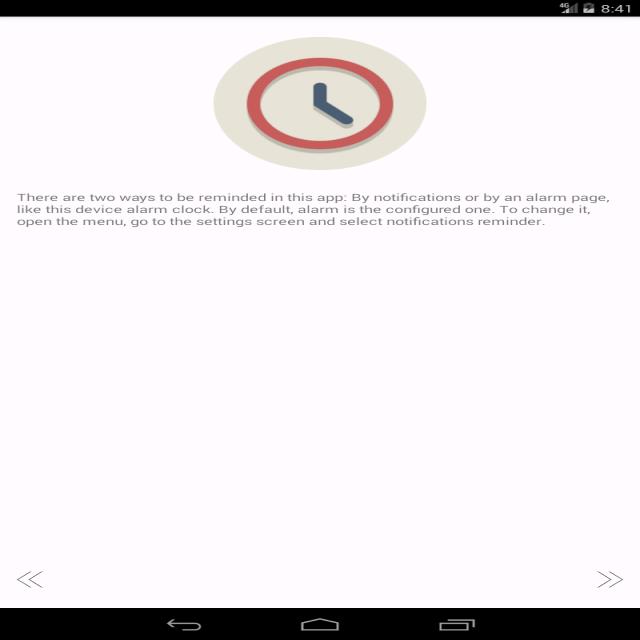 4G 8:41
There are two ways to be reminded in this app: By notifications or by an alarm page,
like this device alarm clock. By default, alarm is the configured one. To change it,
open the menu, go to the settings screen and select notifications reminder.